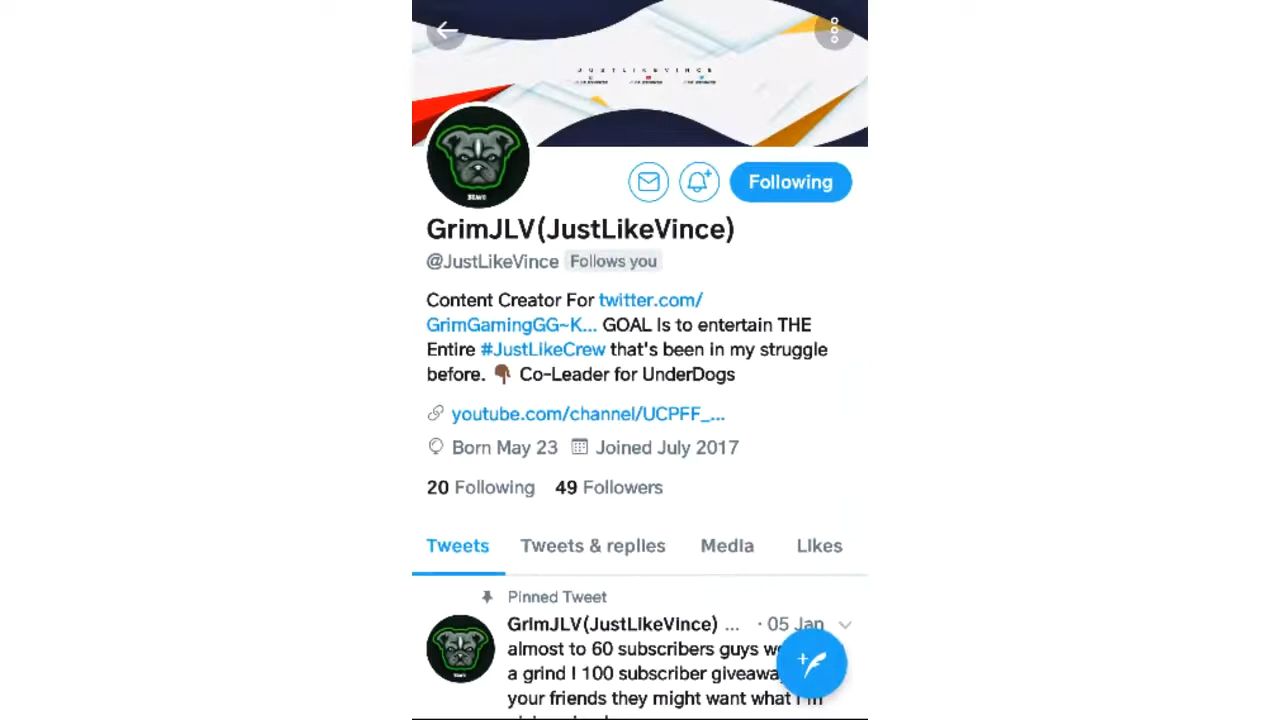 JUSTLIKEVINCE
Following
GrimJLV(JustLikeVince)
@JustLikeVince Follows you
Content Creator For twitter.com/
GrimGamingGG~K... GOAL Is to entertain THE
Entire #JustLikeCrew that's been in my struggle
before. 👇🏾 Co-Leader for UnderDogs
youtube.com/channel/UCPFF_...
Born May 23 Joined July 2017
20 Following 49 Followers
Tweets Tweets & replies Media Likes
Pinned Tweet
GrimJLV(JustLikeVince) ... · 05 Jan
almost to 60 subscribers guys
a grind I 100 subscriber
your friends they might want what